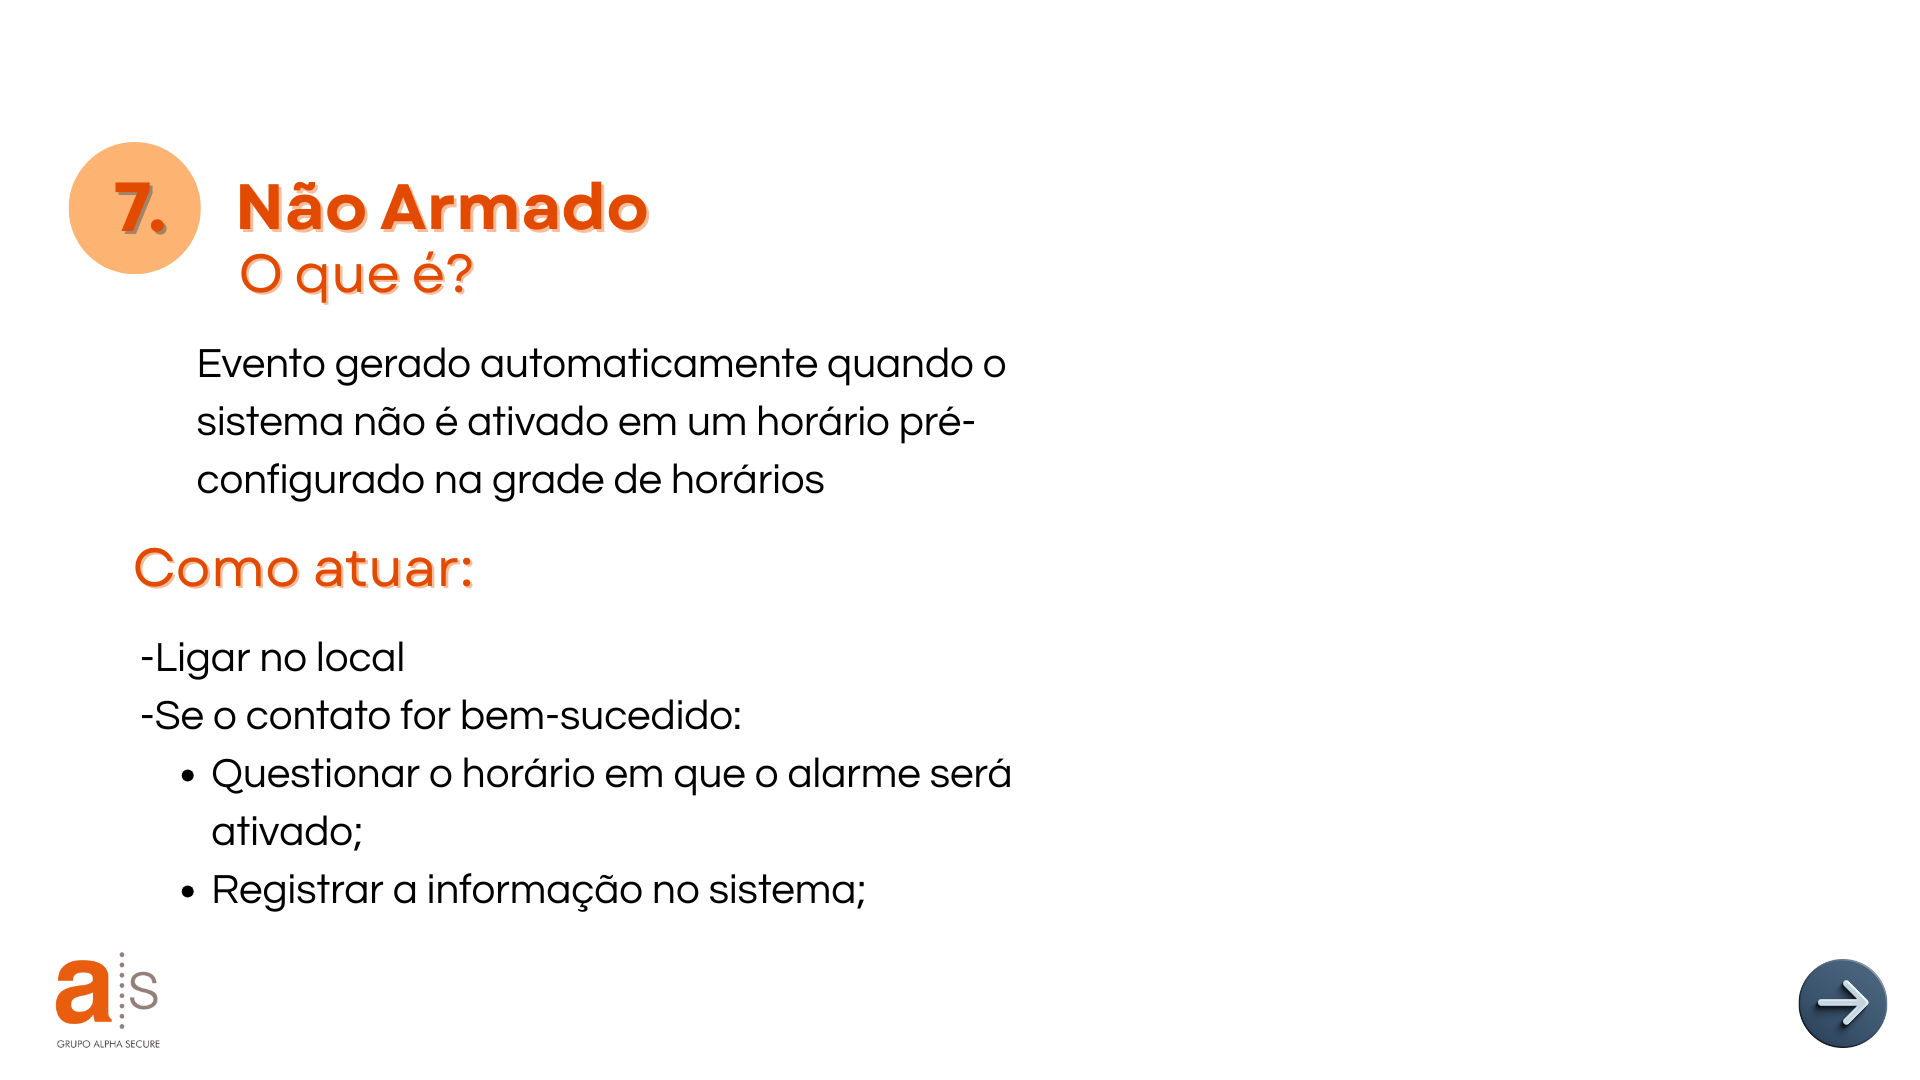 7.
Não Armado
O que é?
Evento gerado automaticamente quando o
sistema não é ativado em um horário pré-
configurado na grade de horários
Como atuar:
-Ligar no local
-Se o contato for bem-sucedido:
• Questionar o horário em que o alarme será
ativado;
• Registrar a informação no sistema;
a s
GRUPO ALPHA SECURE